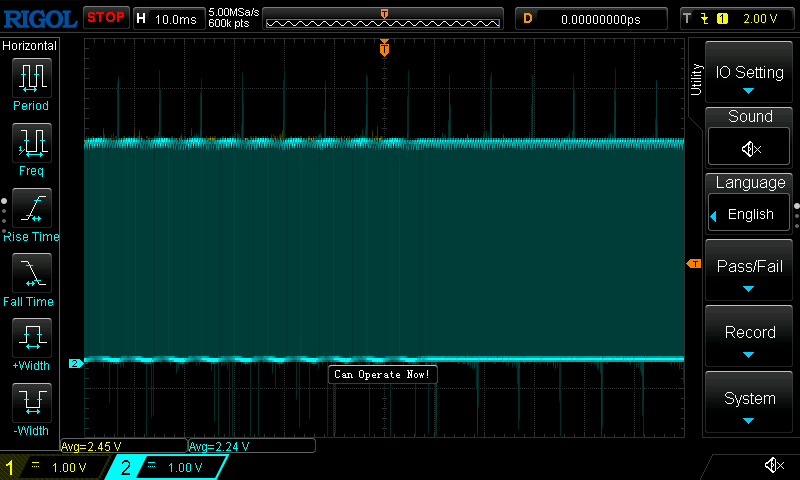 RIGOL STOP H 10.0ms 5.00MSa/s 600k pts T D 0.00000000ps T 1 2.00 V
Horizontal
Period
Freq
Rise Time
Fall Time
+Width
-Width
T
T
2
Can Operate Now!
Utility
IO Setting
Sound
Language
English
Pass/Fail
Record
System
Avg=2.45 V Avg=2.24 V
1 = 1.00 V 2 = 1.00 V